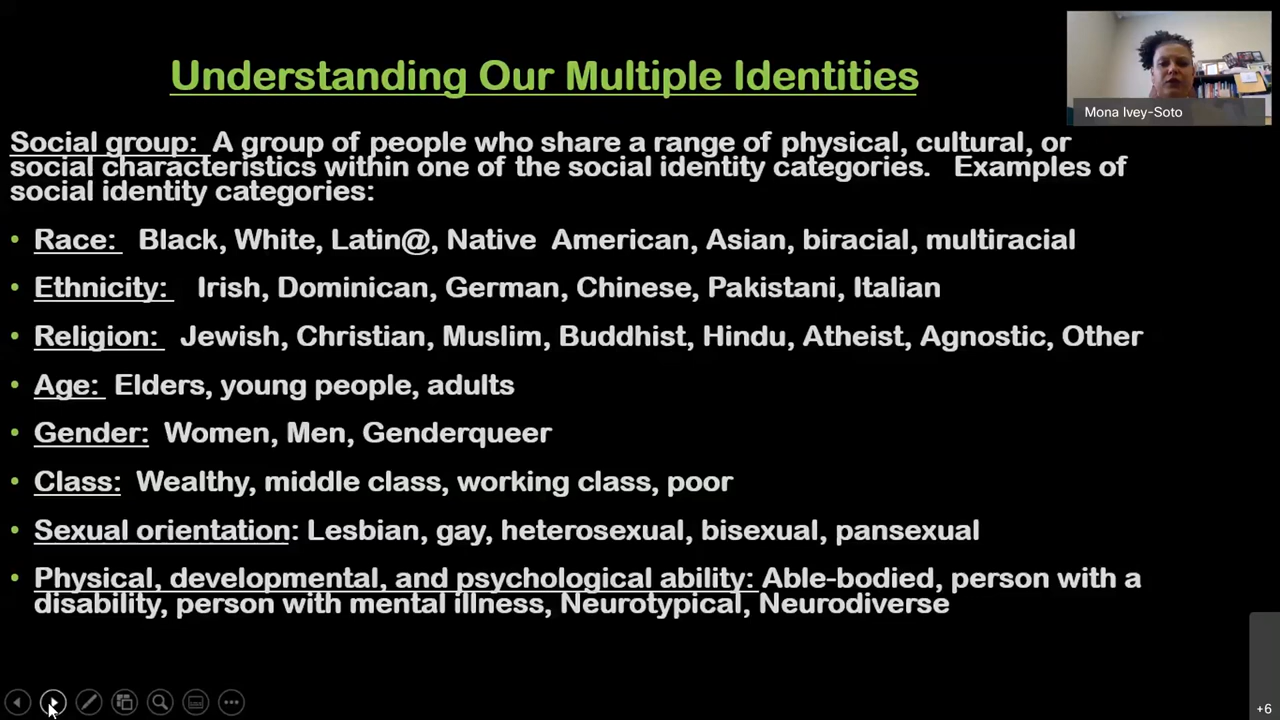 Understanding Our Multiple Identities
Mona Ivey-Soto
Social group: A group of people who share a range of physical, cultural, or
social characteristics within one of the social identity categories. Examples of
social identity categories:
• Race: Black, White, Latin@, Native American, Asian, biracial, multiracial
• Ethnicity: Irish, Dominican, German, Chinese, Pakistani, Italian
• Religion: Jewish, Christian, Muslim, Buddhist, Hindu, Atheist, Agnostic, Other
• Age: Elders, young people, adults
• Gender: Women, Men, Genderqueer
• Class: Wealthy, middle class, working class, poor
• Sexual orientation: Lesbian, gay, heterosexual, bisexual, pansexual
• Physical, developmental, and psychological ability: Able-bodied, person with a
disability, person with mental illness, Neurotypical, Neurodiverse
+6